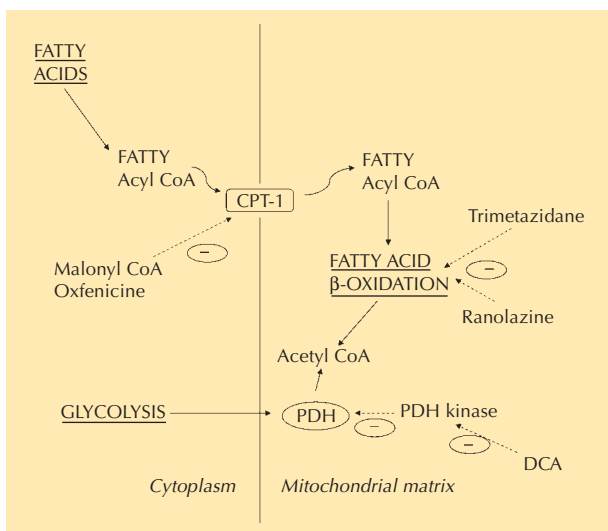 FATTY
ACIDS
FATTY
Acyl CoA
CPT-1
FATTY
Acyl CoA
Trimetazidane
Malonyl CoA
Oxfenicine
−
FATTY ACID
β-OXIDATION
−
Ranolazine
Acetyl CoA
GLYCOLYSIS
PDH
−
PDH kinase
−
DCA
Cytoplasm
Mitochondrial matrix